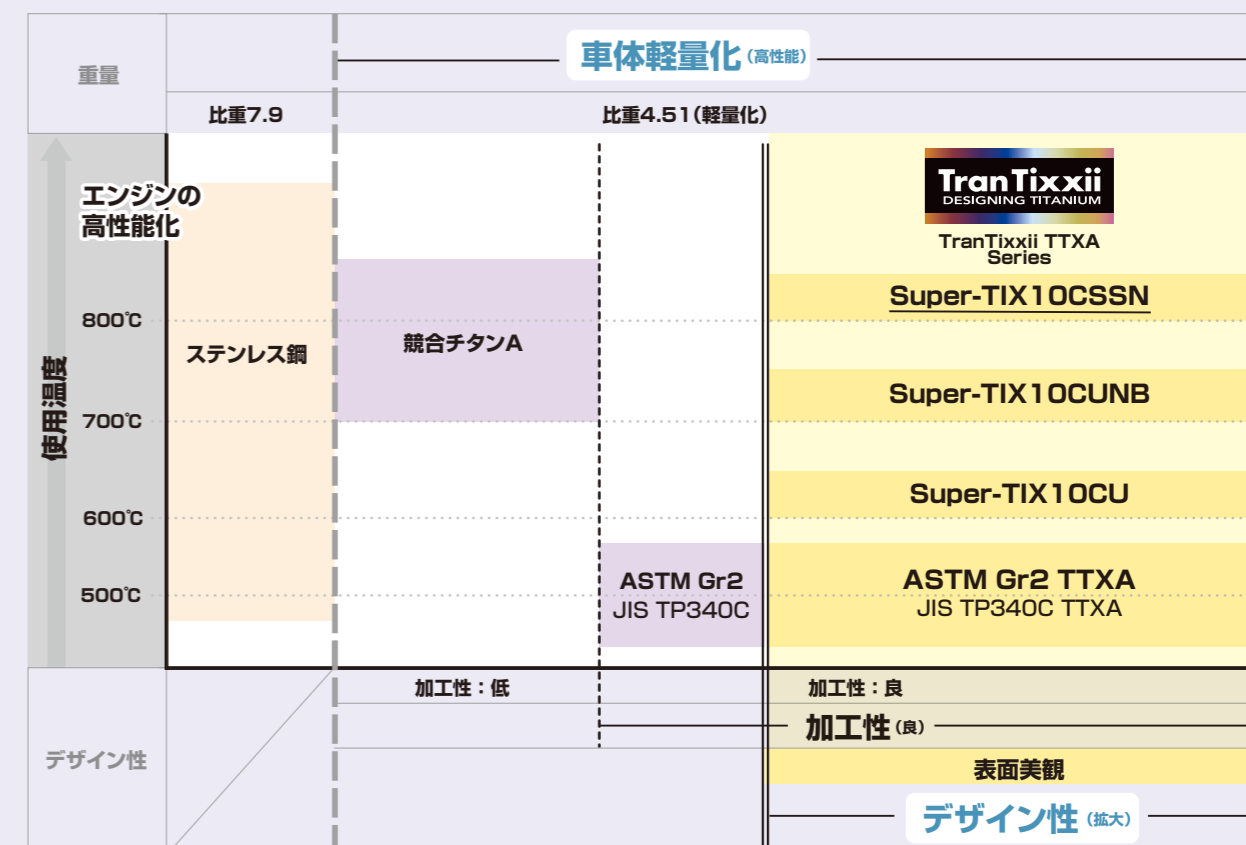 重量
車体軽量化(高性能)
比重7.9
比重4.51(軽量化)
エンジンの
高性能化
TranTixxii
DESIGNING TITANIUM
TranTixxii TTXA
Series
Super-TIX10CSSN
800℃
ステンレス鋼
競合チタンA
Super-TIX10CUNB
700℃
使用温度
Super-TIX10CU
600℃
ASTM Gr2
JIS TP340C
ASTM Gr2 TTXA
JIS TP340C TTXA
500℃
加工性：低
加工性：良
加工性(良)
デザイン性
表面美観
デザイン性(拡大)